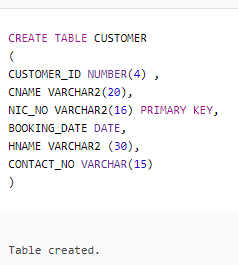 CREATE TABLE CUSTOMER
(
CUSTOMER_ID NUMBER(4) ,
CNAME VARCHAR2(20),
NIC_NO VARCHAR2(16) PRIMARY KEY,
BOOKING_DATE DATE,
HNAME VARCHAR2 (30),
CONTACT_NO VARCHAR(15)
)
Table created.